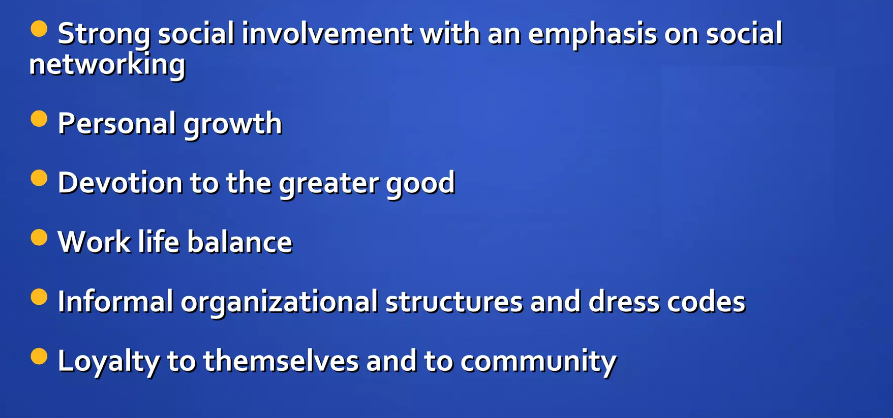 • Strong social involvement with an emphasis on social
networking
• Personal growth
• Devotion to the greater good
• Work life balance
• Informal organizational structures and dress codes
• Loyalty to themselves and to community